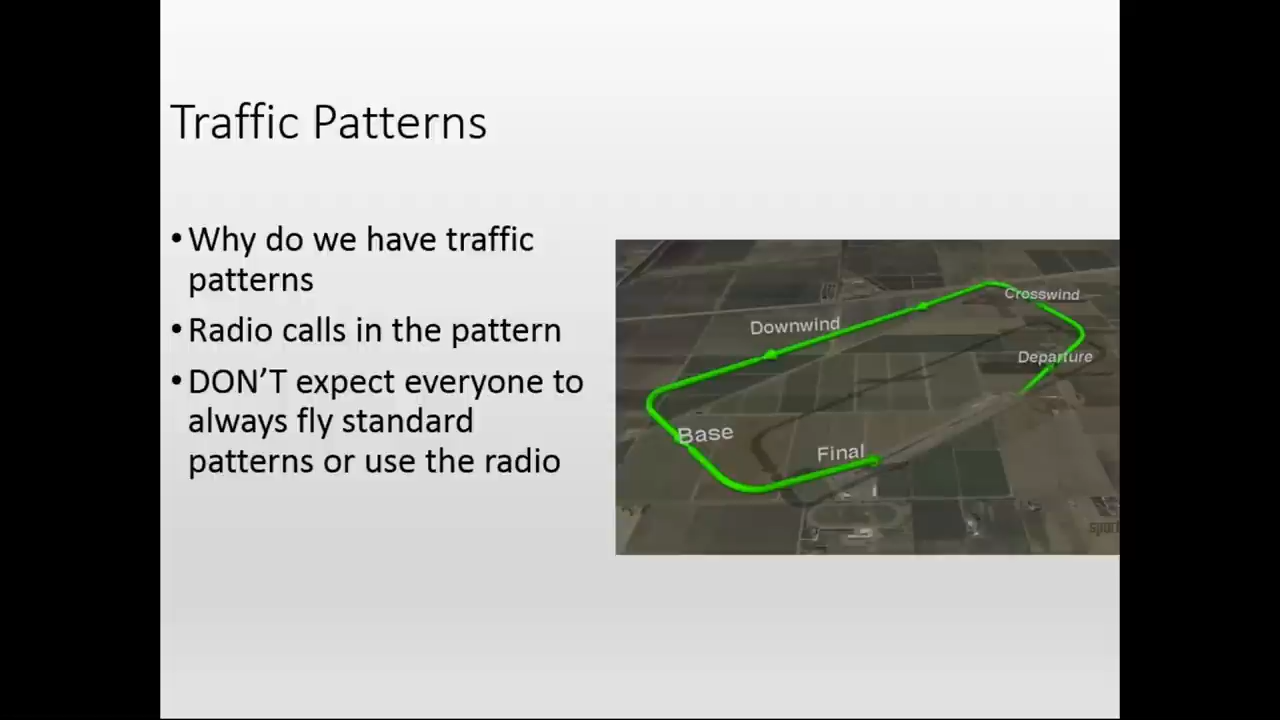 Traffic Patterns
• Why do we have traffic
patterns
• Radio calls in the pattern
• DON'T expect everyone to
always fly standard
patterns or use the radio
Crosswind
Downwind
Departure
Base
Final